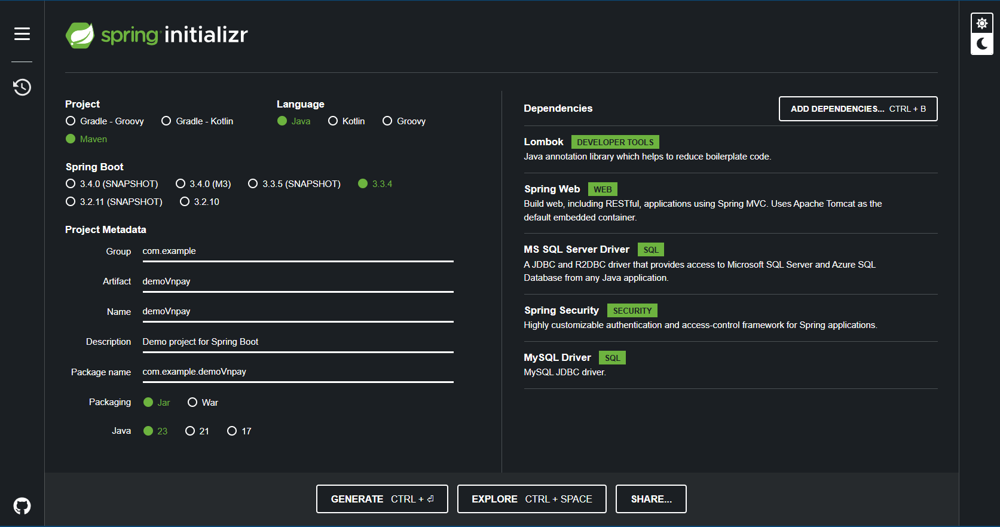 spring initializr
Project
Gradle - Groovy Gradle - Kotlin
Maven
Language
Java Kotlin Groovy
Spring Boot
3.4.0 (SNAPSHOT) 3.4.0 (M3) 3.3.5 (SNAPSHOT) 3.3.4
3.2.11 (SNAPSHOT) 3.2.10
Project Metadata
Group com.example
Artifact demoVnpay
Name demoVnpay
Description Demo project for Spring Boot
Package name com.example.demoVnpay
Packaging Jar War
Java 23 21 17
Dependencies ADD DEPENDENCIES... CTRL + B
Lombok DEVELOPER TOOLS
Java annotation library which helps to reduce boilerplate code.
Spring Web WEB
Build web, including RESTful, applications using Spring MVC. Uses Apache Tomcat as the
default embedded container.
MS SQL Server Driver SQL
A JDBC and R2DBC driver that provides access to Microsoft SQL Server and Azure SQL
Database from any Java application.
Spring Security SECURITY
Highly customizable authentication and access-control framework for Spring applications.
MySQL Driver SQL
MySQL JDBC driver.
GENERATE CTRL + ⏎ EXPLORE CTRL + SPACE SHARE...